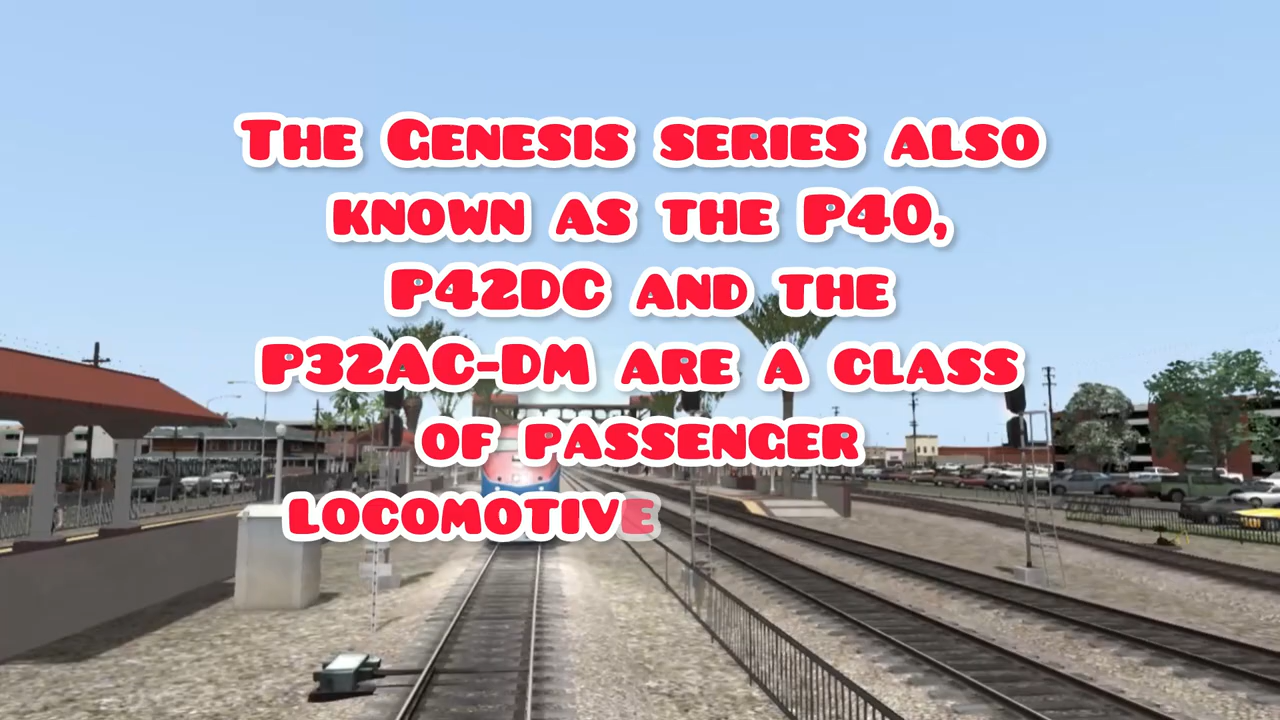 The Genesis series also
known as the P40,
P42DC and the
P32AC-DM are a class
of passenger
locomotive